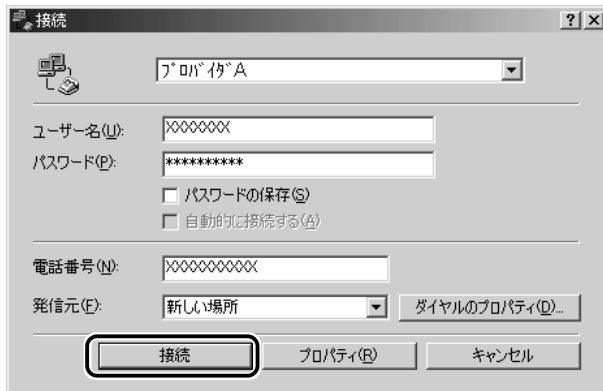 接続
ﾌﾟﾛﾊﾞｲﾀﾞA
ユーザー名(U): XXXXXXX
パスワード(P): **********
パスワードの保存(S)
自動的に接続する(A)
電話番号(N): XXXXXXXXXX
発信元(F): 新しい場所 ダイヤルのプロパティ(D)...
接続 プロパティ(R) キャンセル